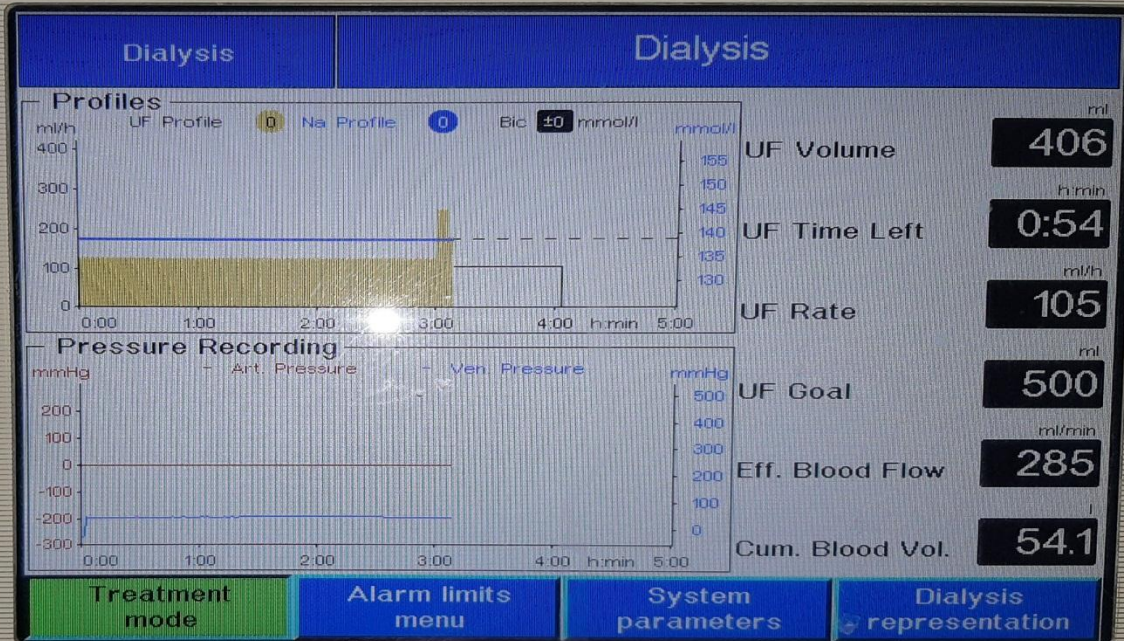 Dialysis
Dialysis
Profiles
UF Profile 0 Na Profile 0 Bic ±0 mmol/l
ml/h
mmol/l
400
300
200
100
0
155
150
145
140
135
130
0:00 1:00 2:00 3:00 4:00 h:min 5:00
Pressure Recording
mmHg
- Art. Pressure - Ven. Pressure
mmHg
200
100
0
-100
-200
-300
500
400
300
200
100
0
0:00 1:00 2:00 3:00 4:00 h:min 5:00
ml
UF Volume 406
h:min
UF Time Left 0:54
ml/h
UF Rate 105
ml
UF Goal 500
ml/min
Eff. Blood Flow 285
l
Cum. Blood Vol. 54.1
Treatment
mode
Alarm limits
menu
System
parameters
Dialysis
representation